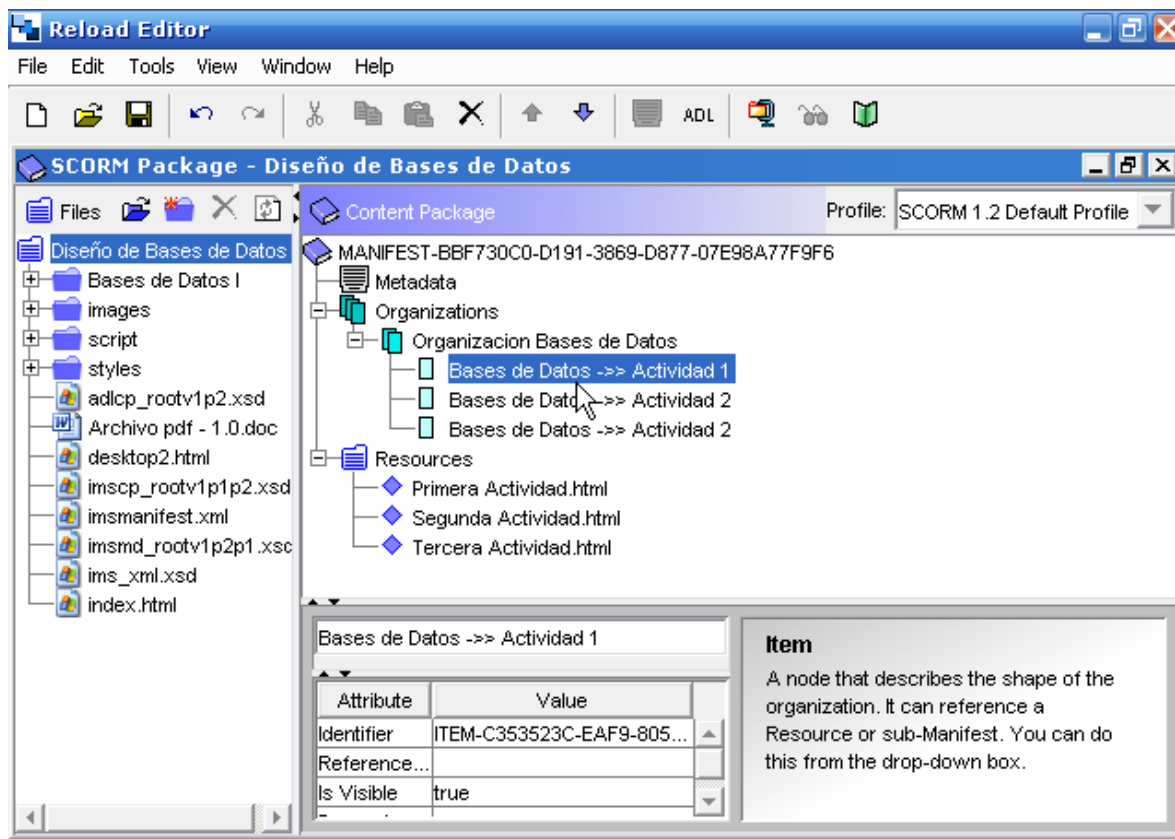 Reload Editor
File Edit Tools View Window Help
ADL
SCORM Package - Diseño de Bases de Datos
Files
Content Package
Profile: SCORM 1.2 Default Profile
Diseño de Bases de Datos
Bases de Datos I
images
script
styles
adlcp_rootv1p2.xsd
Archivo pdf - 1.0.doc
desktop2.html
imscp_rootv1p1p2.xsd
imsmanifest.xml
imsmd_rootv1p2p1.xsc
ims_xml.xsd
index.html
MANIFEST-BBF730C0-D191-3869-D877-07E98A77F9F6
Metadata
Organizations
Organizacion Bases de Datos
Bases de Datos ->> Actividad 1
Bases de Datos ->> Actividad 2
Bases de Datos ->> Actividad 2
Resources
Primera Actividad.html
Segunda Actividad.html
Tercera Actividad.html
Bases de Datos ->> Actividad 1
Attribute Value
Identifier ITEM-C353523C-EAF9-805...
Reference...
Is Visible true
Item
A node that describes the shape of the
organization. It can reference a
Resource or sub-Manifest. You can do
this from the drop-down box.